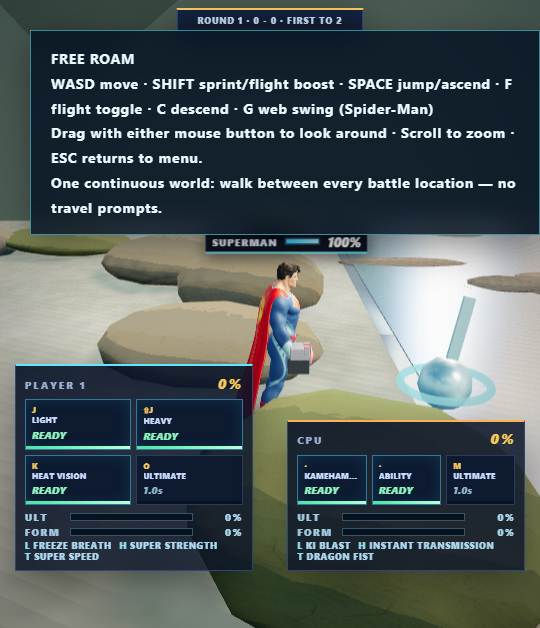 ROUND 1 · 0 - 0 · FIRST TO 2
FREE ROAM
WASD move · SHIFT sprint/flight boost · SPACE jump/ascend · F
flight toggle · C descend · G web swing (Spider-Man)
Drag with either mouse button to look around · Scroll to zoom ·
ESC returns to menu.
One continuous world: walk between every battle location — no
travel prompts.
SUPERMAN 100%
PLAYER 1 0%
J
LIGHT
READY
HEAVY
READY
K
HEAT VISION
READY
O
ULTIMATE
1.0s
ULT 0%
FORM 0%
L FREEZE BREATH H SUPER STRENGTH
T SUPER SPEED
CPU 0%
·
KAMEHAM...
READY
·
ABILITY
READY
M
ULTIMATE
1.0s
ULT 0%
FORM 0%
L KI BLAST H INSTANT TRANSMISSION
T DRAGON FIST